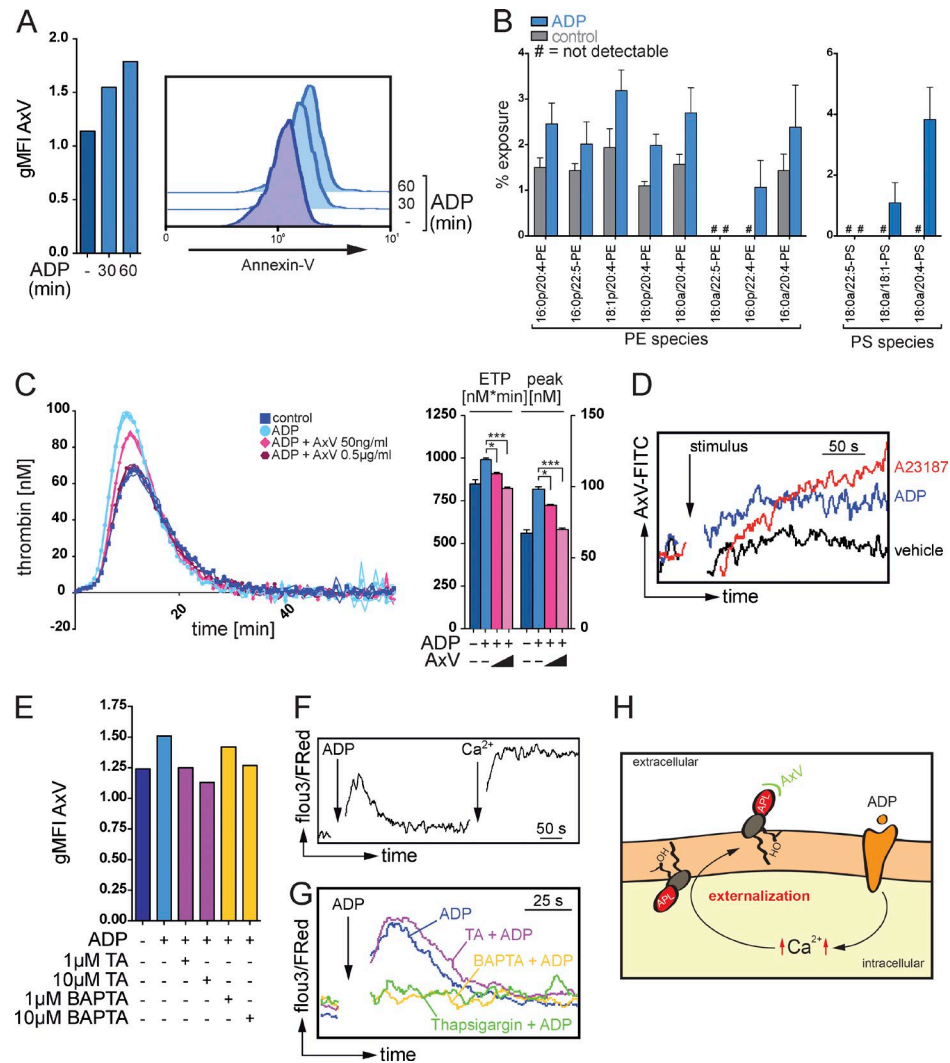 A
gMFI AxV
2.0
1.5
1.0
0.5
0.0
ADP
(min)
- 30 60
60
30
-
ADP
(min)
0 10⁰ 10¹
Annexin-V
B
ADP
control
# = not detectable
% exposure
4
3
2
1
0
# #
#
16:0p/20:4-PE
16:0p/22:5-PE
18:1p/20:4-PE
18:0p/20:4-PE
18:0a/20:4-PE
18:0a/22:5-PE
16:0p/22:4-PE
16:0a/20:4-PE
PE species
6
4
2
0
# #
#
#
18:0a/22:5-PS
18:0a/18:1-PS
18:0a/20:4-PS
PS species
C
thrombin [nM]
100
80
60
40
20
0
-20
20 40
time [min]
control
ADP
ADP + AxV 50ng/ml
ADP + AxV 0.5µg/ml
ETP peak
[nM*min] [nM]
1250
1000
750
500
250
0
150
100
50
0
***
*
***
*
ADP - + + + - + + +
AxV - - - -
D
AxV-FITC
stimulus
50 s
A23187
ADP
vehicle
time
E
gMFI AxV
1.75
1.50
1.25
1.00
0.75
0.50
0.25
0.00
ADP - + + + + +
1µM TA - - + - - -
10µM TA - - - + - -
1µM BAPTA - - - - + -
10µM BAPTA - - - - - +
F
flou3/FRed
ADP
Ca²⁺
50 s
time
G
flou3/FRed
ADP
25 s
ADP
TA + ADP
BAPTA + ADP
Thapsigargin + ADP
time
H
extracellular
AxV
APL
HO
ADP
OH
APL
externalization
Ca²⁺
intracellular